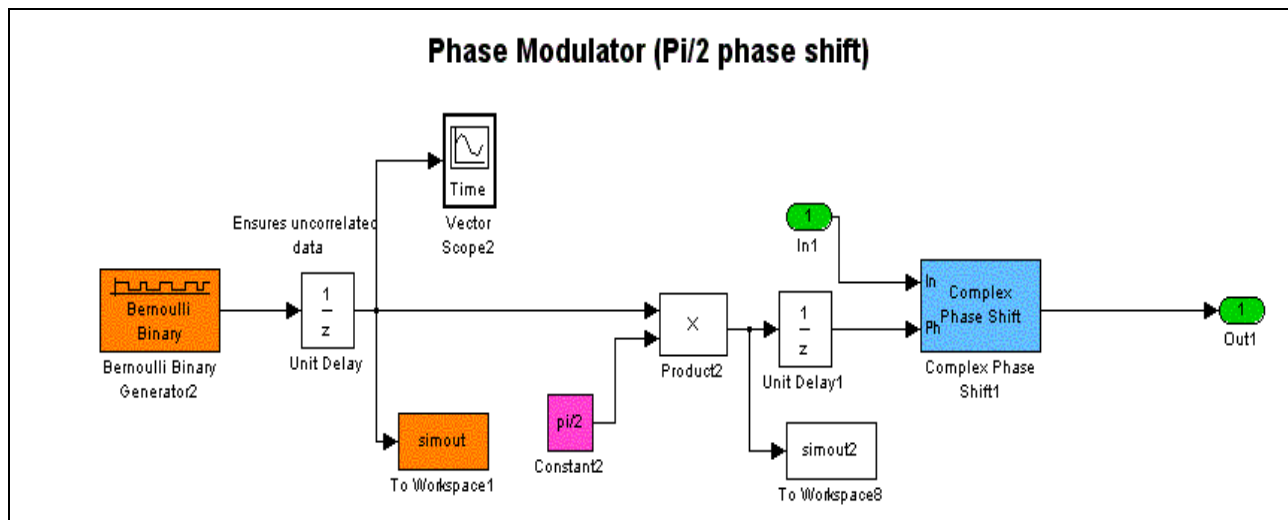 Phase Modulator (Pi/2 phase shift)
Time
Vector
Scope2
Ensures uncorrelated
data
Bernoulli
Binary
Bernoulli Binary
Generator2
1
z
Unit Delay
simout
To Workspace1
pi/2
Constant2
X
Product2
1
z
Unit Delay1
simout2
To Workspace8
1
In1
In
Ph
Complex
Phase Shift
Complex Phase
Shift1
1
Out1